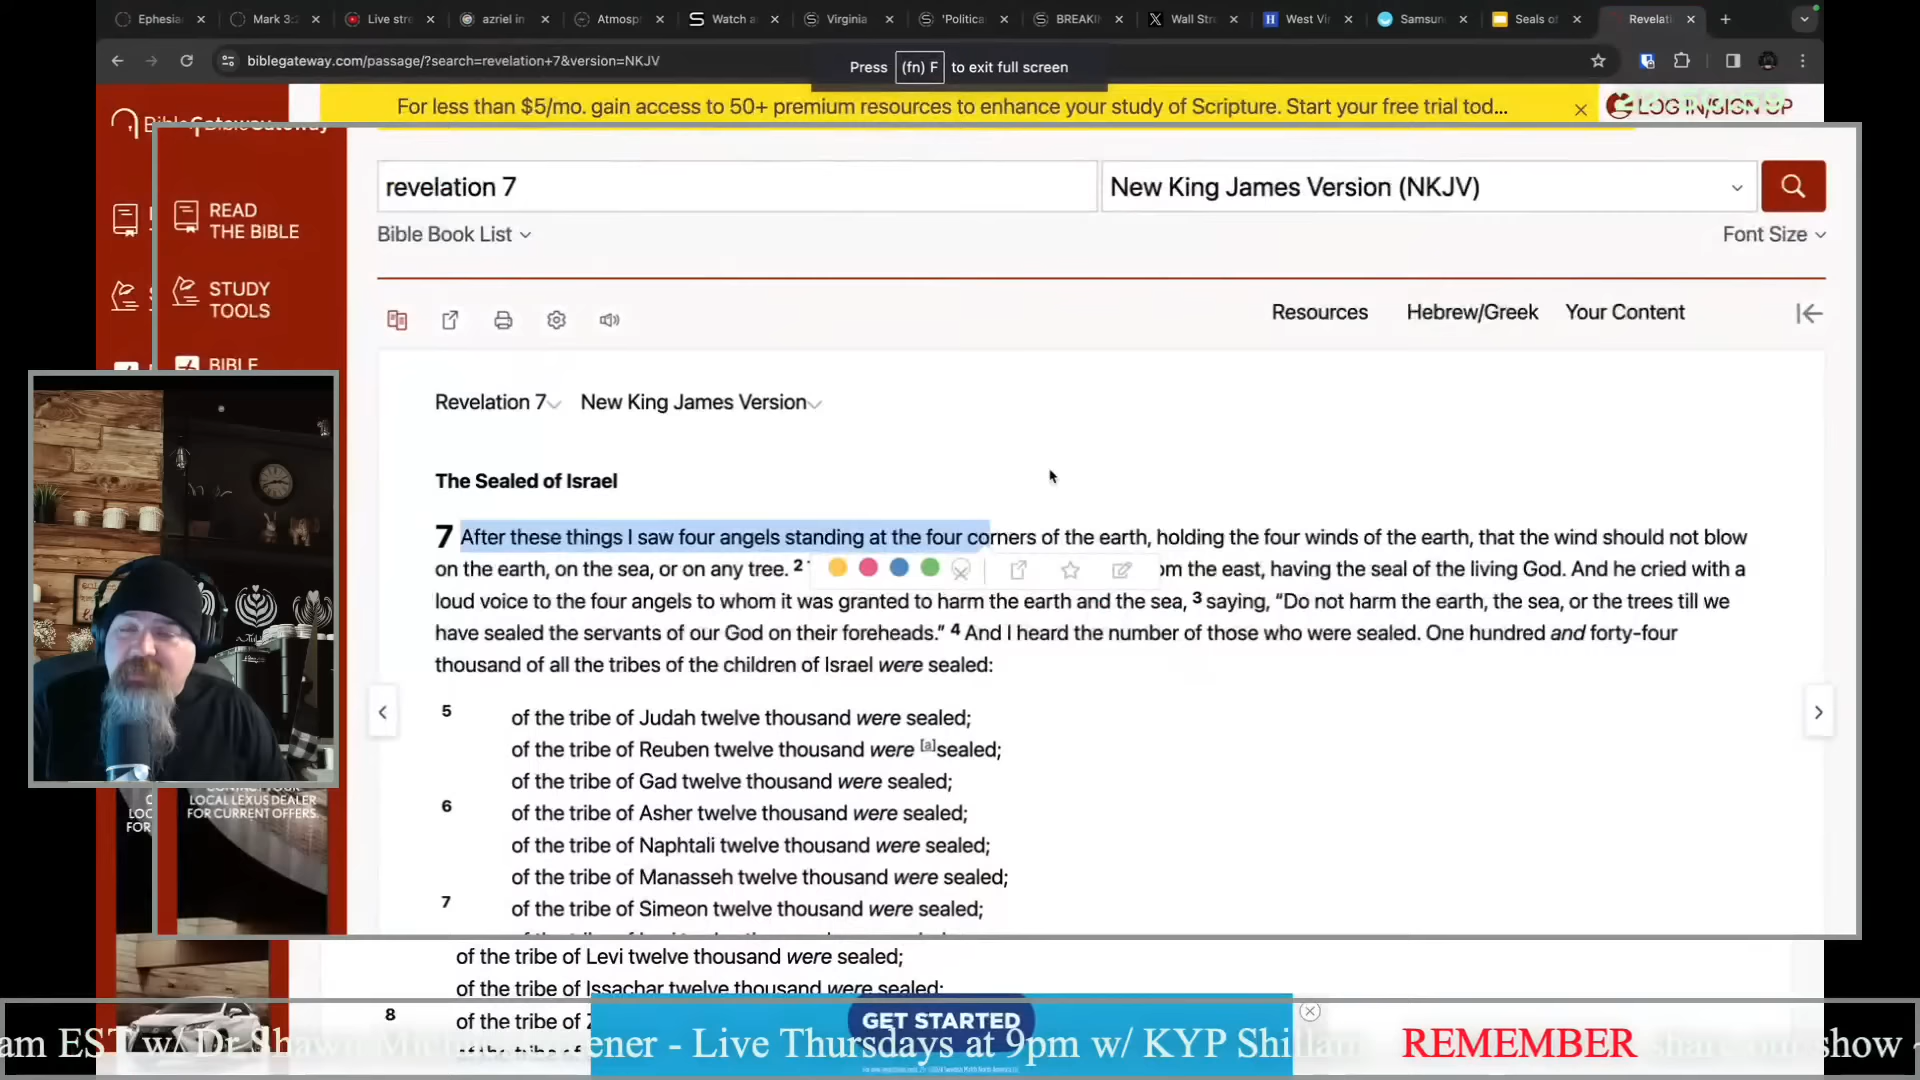 Ephesia
Mark 3:
Live stre
azriel in
Atmosp
Watch a
Virginia
'Politica
BREAKI
Wall Str
West Vi
Samsun
Seals of
Revelati
biblegateway.com/passage/?search=revelation+7&version=NKJV
Press (fn) F to exit full screen
For less than $5/mo. gain access to 50+ premium resources to enhance your study of Scripture. Start your free trial tod...
LOG IN/SIGN UP
BibleGateway
READ
THE BIBLE
STUDY
TOOLS
BIBLE
revelation 7
New King James Version (NKJV)
Bible Book List
Font Size
Resources
Hebrew/Greek
Your Content
Revelation 7
New King James Version
The Sealed of Israel
7 After these things I saw four angels standing at the four corners of the earth, holding the four winds of the earth, that the wind should not blow
on the earth, on the sea, or on any tree. 2 om the east, having the seal of the living God. And he cried with a
loud voice to the four angels to whom it was granted to harm the earth and the sea, 3 saying, “Do not harm the earth, the sea, or the trees till we
have sealed the servants of our God on their foreheads.” 4 And I heard the number of those who were sealed. One hundred and forty-four
thousand of all the tribes of the children of Israel were sealed:
5 of the tribe of Judah twelve thousand were sealed;
of the tribe of Reuben twelve thousand were [a]sealed;
of the tribe of Gad twelve thousand were sealed;
6 of the tribe of Asher twelve thousand were sealed;
of the tribe of Naphtali twelve thousand were sealed;
of the tribe of Manasseh twelve thousand were sealed;
7 of the tribe of Simeon twelve thousand were sealed;
of the tribe of Levi twelve thousand were sealed;
of the tribe of Issachar twelve thousand were sealed;
8 of the tribe of Z
LOCAL LEXUS DEALER
FOR CURRENT OFFERS.
GET STARTED
am EST w/ Dr Shawn Mic ener - Live Thursdays at 9pm w/ KYP Shillam REMEMBER share show